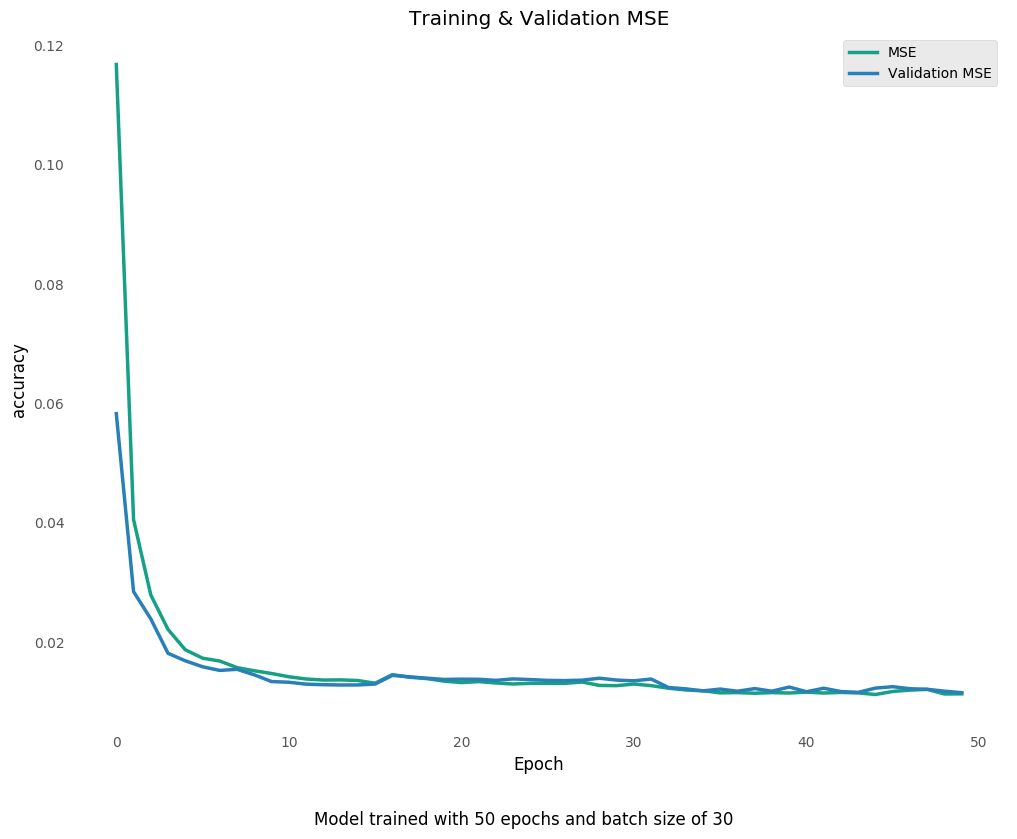 Training & Validation MSE
MSE
Validation MSE
accuracy
0.12
0.10
0.08
0.06
0.04
0.02
0
10
20
30
40
50
Epoch
Model trained with 50 epochs and batch size of 30